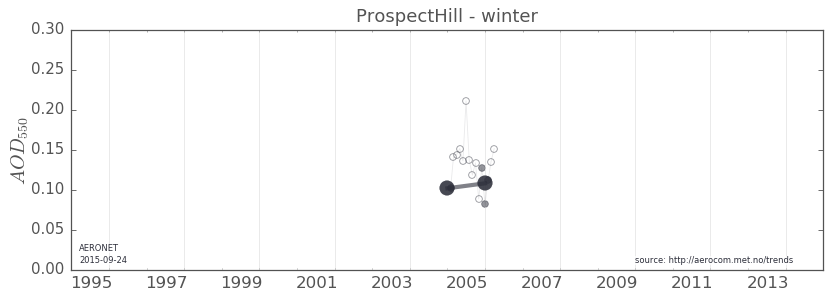 ProspectHill - winter
0.30
0.25
0.20
0.15
0.10
0.05
0.00
AOD550
AERONET
2015-09-24
source: http://aerocom.met.no/trends
1995 1997 1999 2001 2003 2005 2007 2009 2011 2013